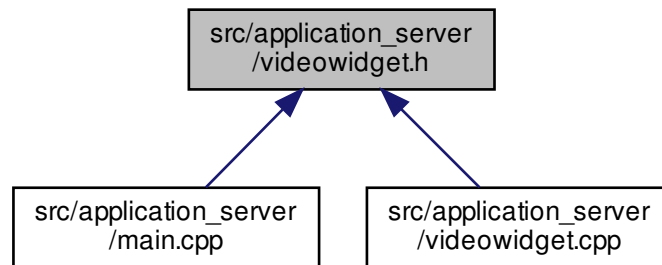 src/application_server
/videowidget.h
src/application_server
/main.cpp
src/application_server
/videowidget.cpp